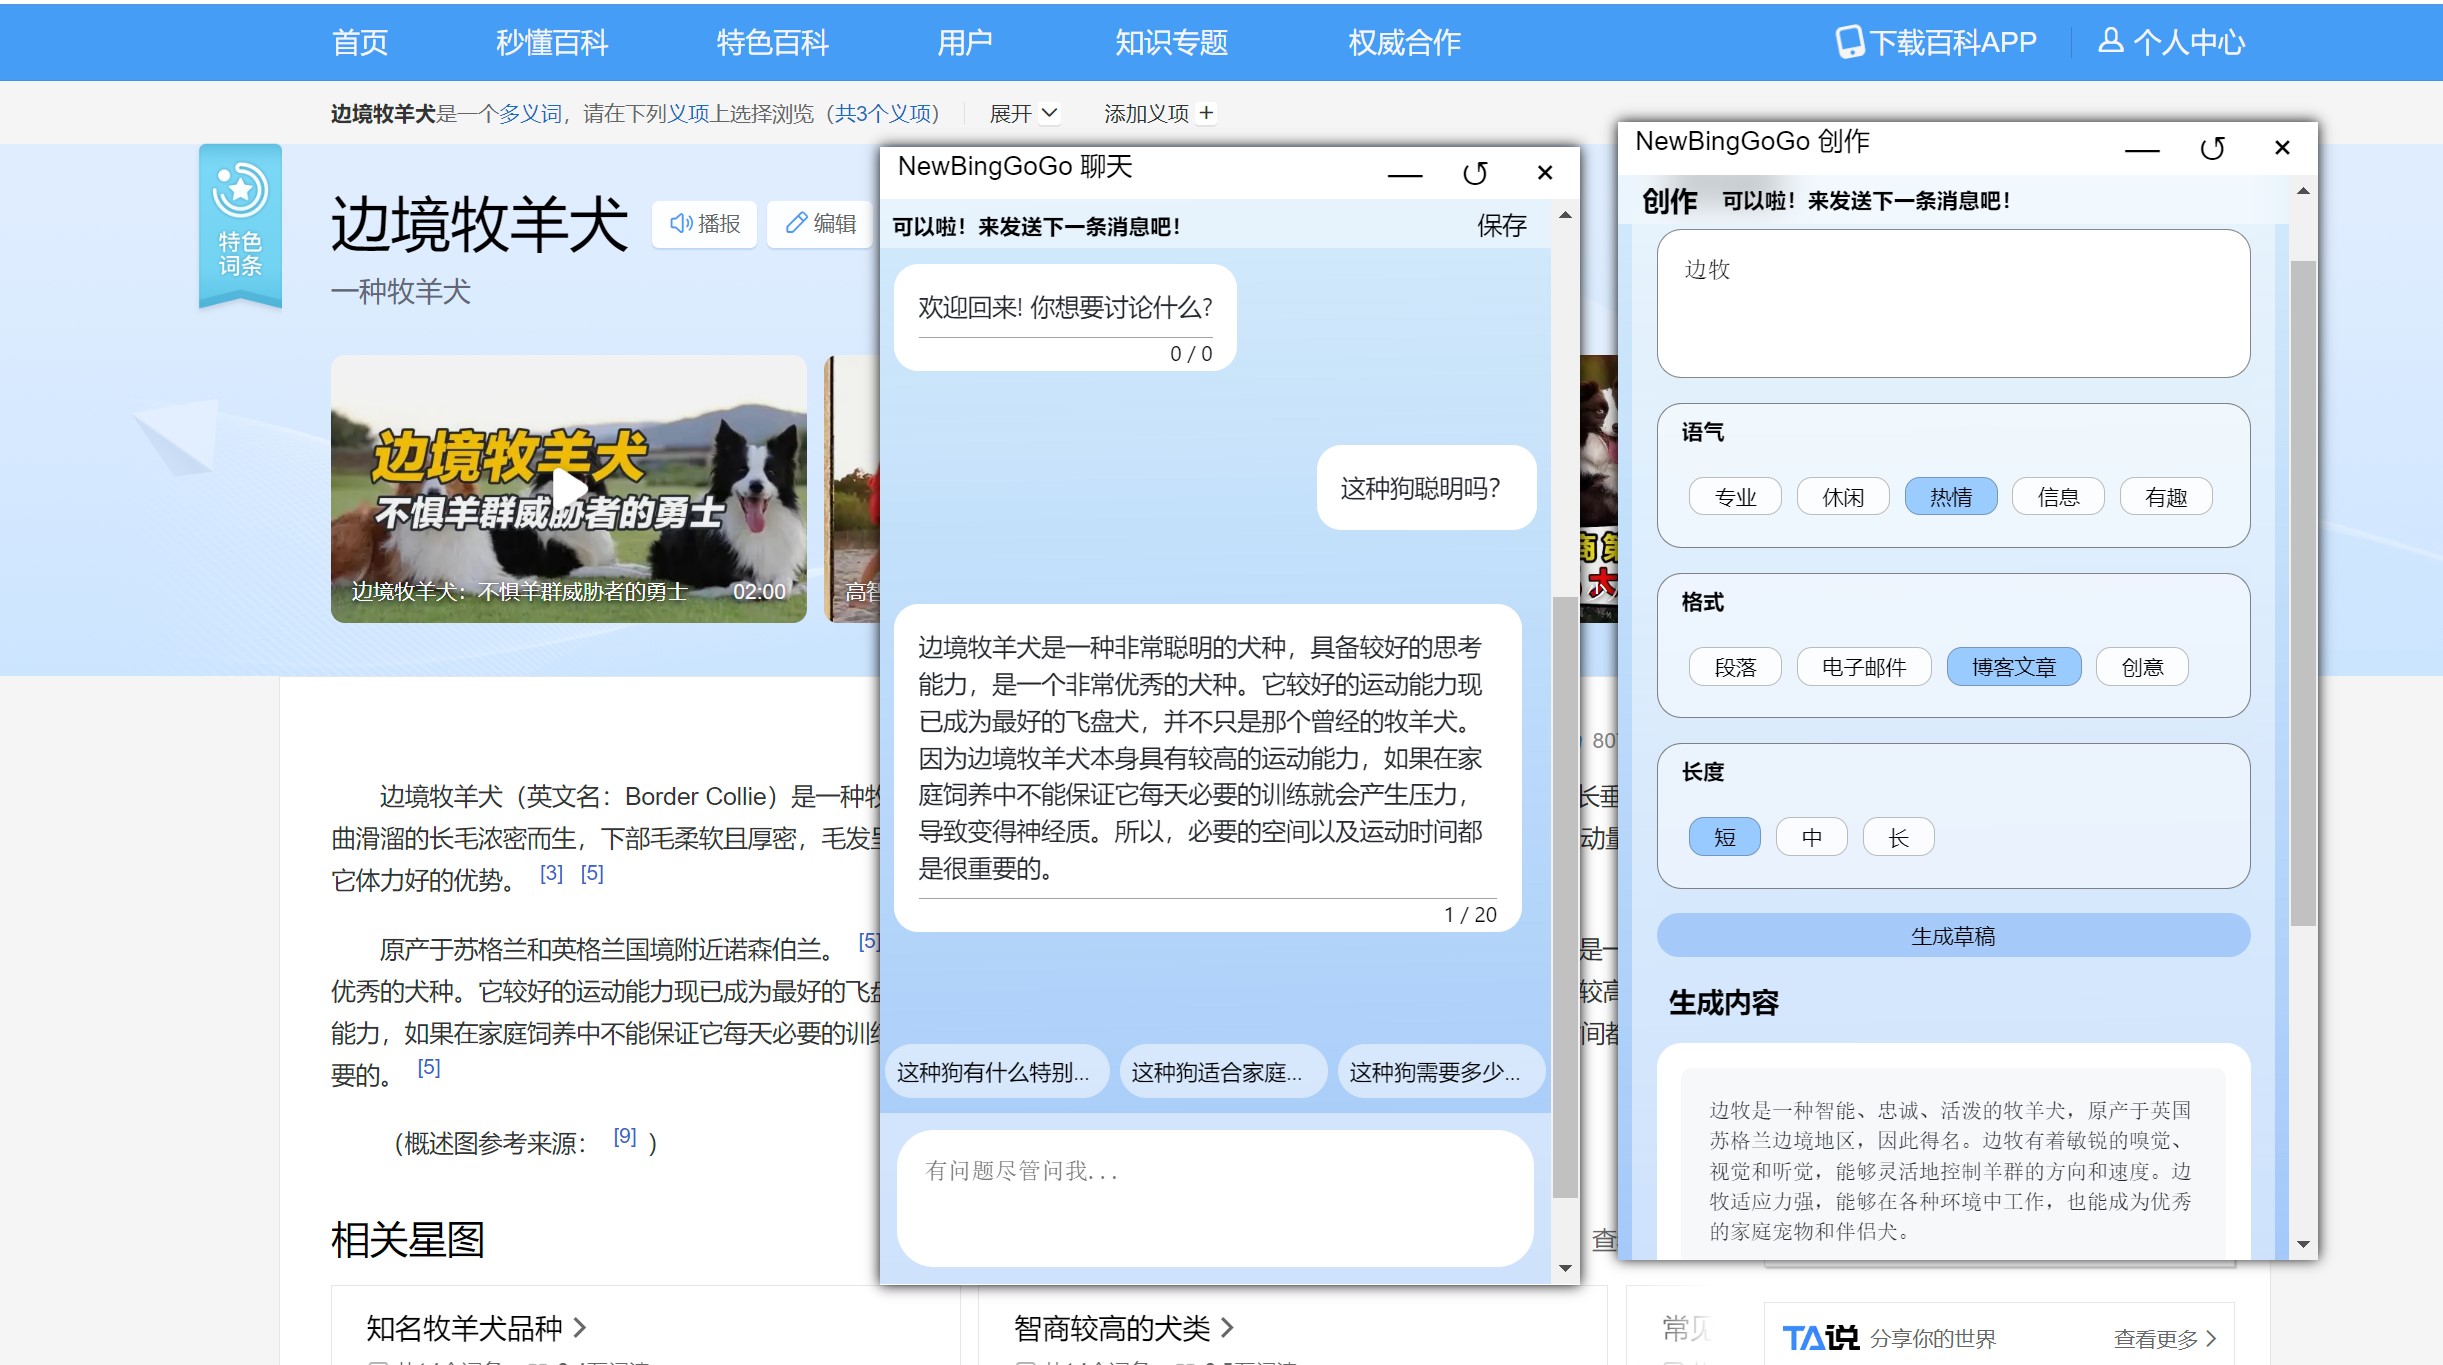 首页 秒懂百科 特色百科 用户 知识专题 权威合作 下载百科APP 个人中心
边境牧羊犬是一个多义词，请在下列义项上选择浏览（共3个义项） 展开 添加义项
特色
词条
边境牧羊犬 播报 编辑
一种牧羊犬
边境牧羊犬
不惧羊群威胁者的勇士
边境牧羊犬：不惧羊群威胁者的勇士 02:00
边境牧羊犬（英文名：Border Collie）是一种牧
曲滑溜的长毛浓密而生，下部毛柔软且厚密，毛发呈
它体力好的优势。 [3] [5]
原产于苏格兰和英格兰国境附近诺森伯兰。 [5]
优秀的犬种。它较好的运动能力现已成为最好的飞盘
能力，如果在家庭饲养中不能保证它每天必要的训练
要的。 [5]
（概述图参考来源： [9] ）
相关星图
知名牧羊犬品种
智商较高的犬类
常见
TA说 分享你的世界 查看更多
NewBingGoGo 聊天
可以啦！来发送下一条消息吧！ 保存
欢迎回来! 你想要讨论什么?
0 / 0
这种狗聪明吗？
边境牧羊犬是一种非常聪明的犬种，具备较好的思考
能力，是一个非常优秀的犬种。它较好的运动能力现
已成为最好的飞盘犬，并不只是那个曾经的牧羊犬。
因为边境牧羊犬本身具有较高的运动能力，如果在家
庭饲养中不能保证它每天必要的训练就会产生压力，
导致变得神经质。所以，必要的空间以及运动时间都
是很重要的。
1 / 20
这种狗有什么特别... 这种狗适合家庭... 这种狗需要多少...
有问题尽管问我...
NewBingGoGo 创作
创作 可以啦！来发送下一条消息吧！
边牧
语气
专业 休闲 热情 信息 有趣
格式
段落 电子邮件 博客文章 创意
长度
短 中 长
生成草稿
生成内容
边牧是一种智能、忠诚、活泼的牧羊犬，原产于英国
苏格兰边境地区，因此得名。边牧有着敏锐的嗅觉、
视觉和听觉，能够灵活地控制羊群的方向和速度。边
牧适应力强，能够在各种环境中工作，也能成为优秀
的家庭宠物和伴侣犬。